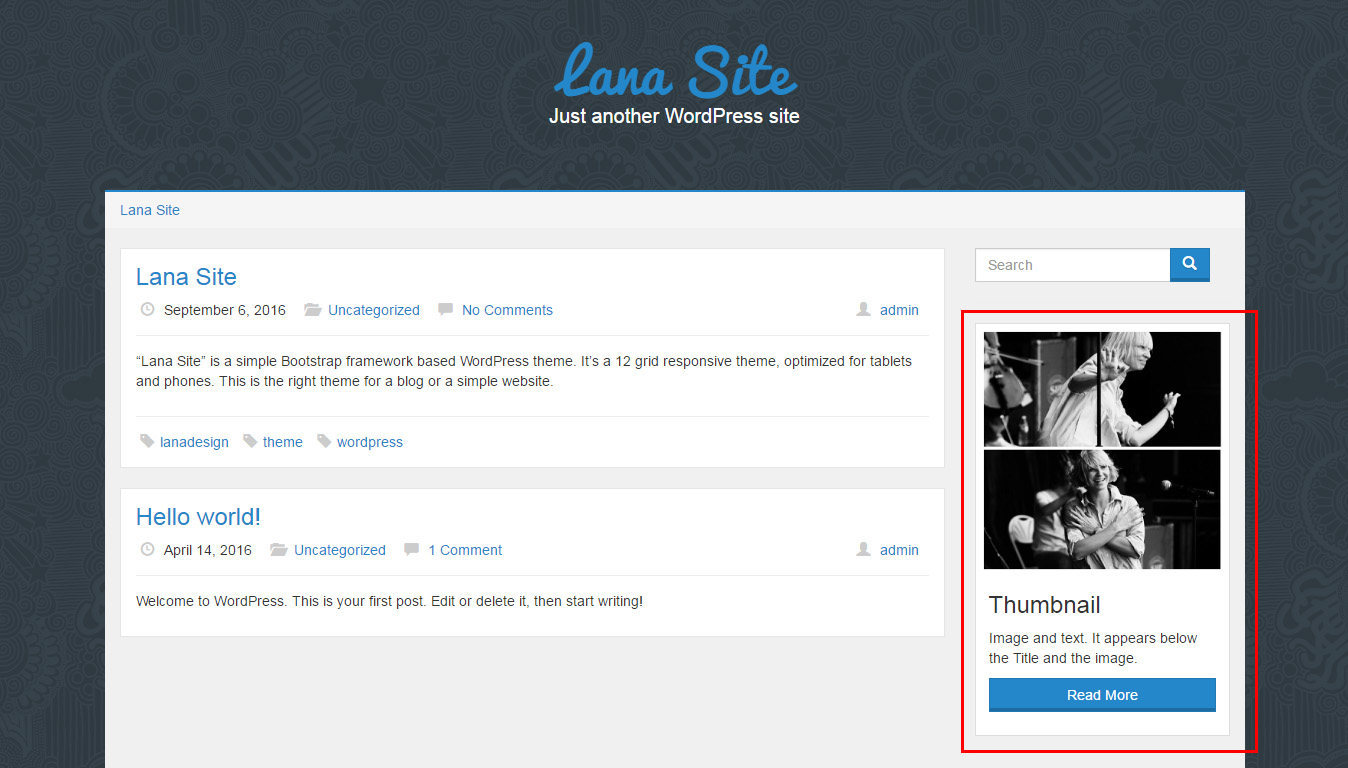 Lana Site
Just another WordPress site
Lana Site
Lana Site
September 6, 2016 Uncategorized No Comments admin
“Lana Site” is a simple Bootstrap framework based WordPress theme. It’s a 12 grid responsive theme, optimized for tablets
and phones. This is the right theme for a blog or a simple website.
lanadesign theme wordpress
Hello world!
April 14, 2016 Uncategorized 1 Comment admin
Welcome to WordPress. This is your first post. Edit or delete it, then start writing!
Search
Thumbnail
Image and text. It appears below
the Title and the image.
Read More